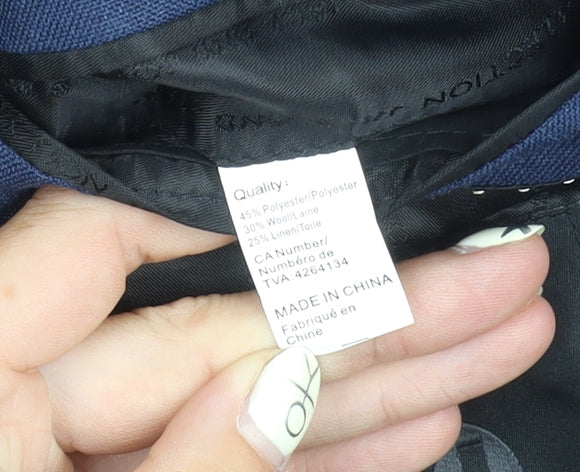 Quality:
45% Polyester/Polyester
30% Wool/Laine
25% Linen/Toile
CA Number/
Numbéro de
TVA 4264134
MADE IN CHINA
Fabriqué en
Chine